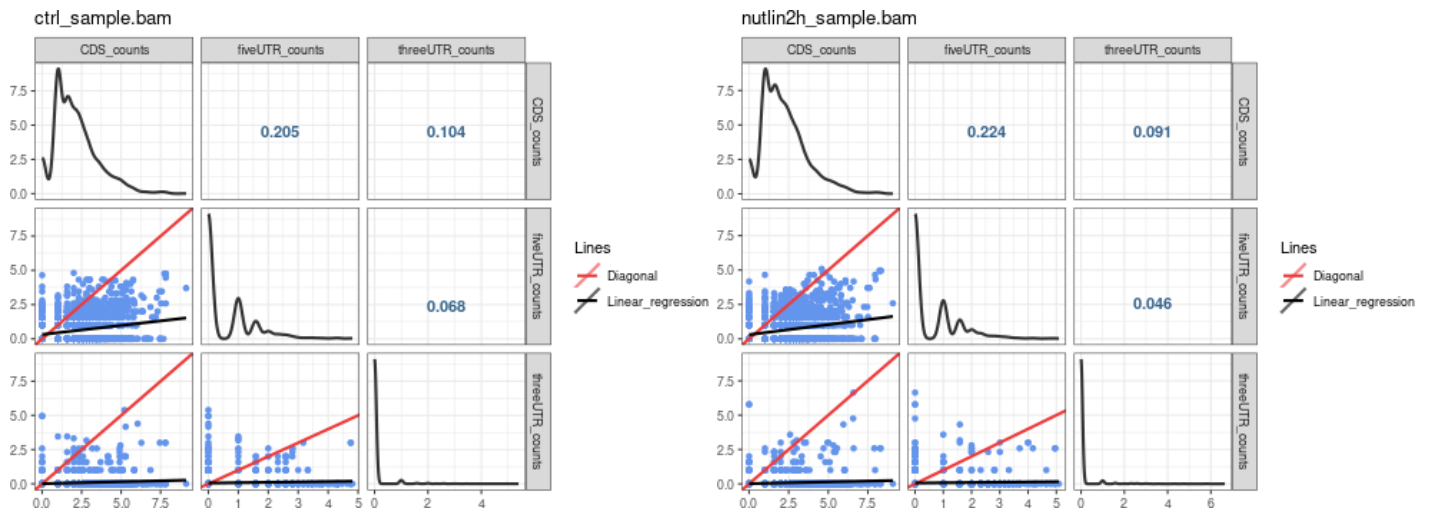 ctrl_sample.bam
CDS_counts fiveUTR_counts threeUTR_counts
7.5
5.0
2.5
0.0
0.205 0.104
CDS_counts
7.5
5.0
2.5
0.0
0.068
fiveUTR_counts
7.5
5.0
2.5
0.0
threeUTR_counts
0.0 2.5 5.0 7.5 0 1 2 3 4 5 0 2 4
Lines
Diagonal
Linear_regression
nutlin2h_sample.bam
CDS_counts fiveUTR_counts threeUTR_counts
7.5
5.0
2.5
0.0
0.224 0.091
CDS_counts
7.5
5.0
2.5
0.0
0.046
fiveUTR_counts
7.5
5.0
2.5
0.0
threeUTR_counts
0.0 2.5 5.0 7.5 0 1 2 3 4 5 0 2 4 6
Lines
Diagonal
Linear_regression